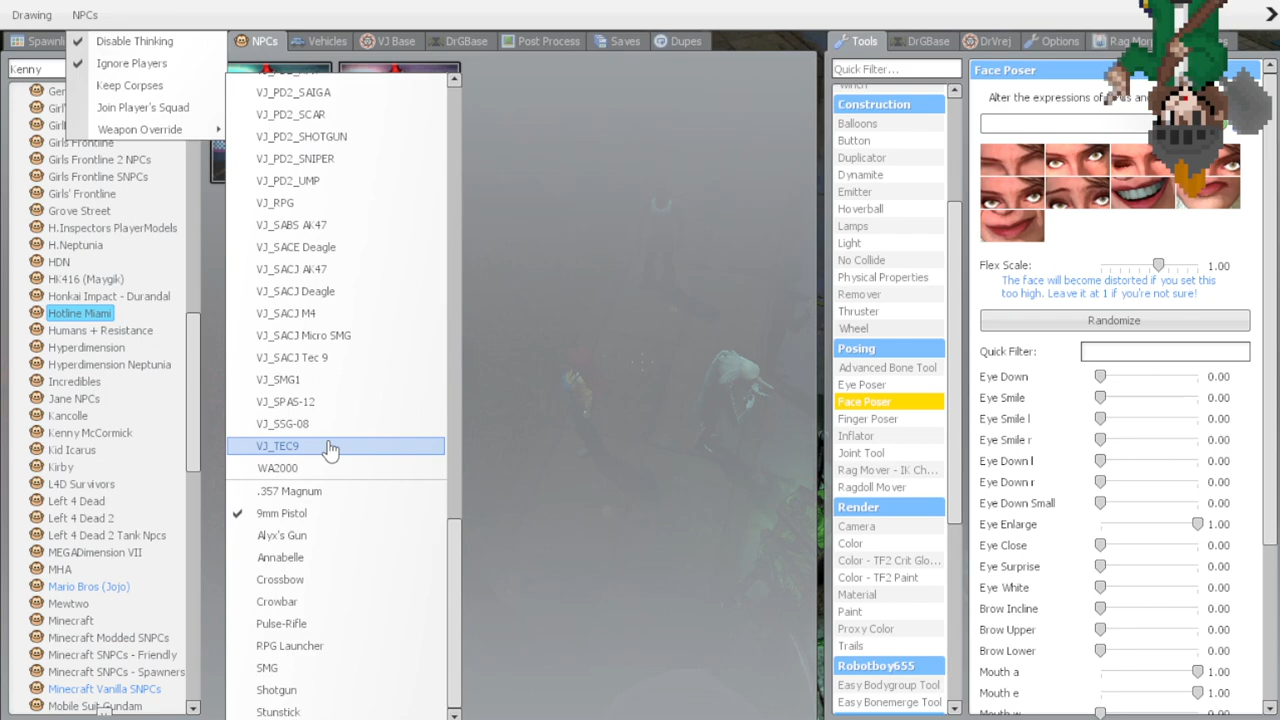 Drawing NPCs
Spawnli
NPCs
Vehicles
VJ Base
DrGBase
Post Process
Saves
Dupes
Disable Thinking
Ignore Players
Keep Corpses
Join Player's Squad
Weapon Override
Kenny
Girls Frontline
Girls Frontline 2 NPCs
Girls Frontline SNPCs
Girls' Frontline
Grove Street
H.Inspectors PlayerModels
H.Neptunia
HDN
HK416 (Maygik)
Honkai Impact - Durandal
Hotline Miami
Humans + Resistance
Hyperdimension
Hyperdimension Neptunia
Incredibles
Jane NPCs
Kancolle
Kenny McCormick
Kid Icarus
Kirby
L4D Survivors
Left 4 Dead
Left 4 Dead 2
Left 4 Dead 2 Tank Npcs
MEGADimension VII
MHA
Mario Bros (Jojo)
Mewtwo
Minecraft
Minecraft Modded SNPCs
Minecraft SNPCs - Friendly
Minecraft SNPCs - Spawners
Minecraft Vanilla SNPCs
Mobile Suit Gundam
VJ_PD2_SAIGA
VJ_PD2_SCAR
VJ_PD2_SHOTGUN
VJ_PD2_SNIPER
VJ_PD2_UMP
VJ_RPG
VJ_SABS AK47
VJ_SACE Deagle
VJ_SACJ AK47
VJ_SACJ Deagle
VJ_SACJ M4
VJ_SACJ Micro SMG
VJ_SACJ Tec 9
VJ_SMG1
VJ_SPAS-12
VJ_SSG-08
VJ_TEC9
WA2000
.357 Magnum
9mm Pistol
Alyx's Gun
Annabelle
Crossbow
Crowbar
Pulse-Rifle
RPG Launcher
SMG
Shotgun
Stunstick
Tools
DrGBase
DrVrej
Options
Rag Mo
Quick Filter...
Winch
Construction
Balloons
Button
Duplicator
Dynamite
Emitter
Hoverball
Lamps
Light
No Collide
Physical Properties
Remover
Thruster
Wheel
Posing
Advanced Bone Tool
Eye Poser
Face Poser
Finger Poser
Inflator
Joint Tool
Rag Mover - IK Ch...
Ragdoll Mover
Render
Camera
Color
Color - TF2 Crit Glo...
Color - TF2 Paint
Material
Paint
Proxy Color
Trails
Robotboy655
Easy Bodygroup Tool
Easy Bonemerge Tool
Face Poser
Alter the expressions of
Flex Scale: 1.00
The face will become distorted if you set this
too high. Leave it at 1 if you're not sure!
Randomize
Quick Filter:
Eye Down 0.00
Eye Smile 0.00
Eye Smile l 0.00
Eye Smile r 0.00
Eye Down l 0.00
Eye Down r 0.00
Eye Down Small 0.00
Eye Enlarge 1.00
Eye Close 0.00
Eye Surprise 0.00
Eye White 0.00
Brow Incline 0.00
Brow Upper 0.00
Brow Lower 0.00
Mouth a 1.00
Mouth e 1.00